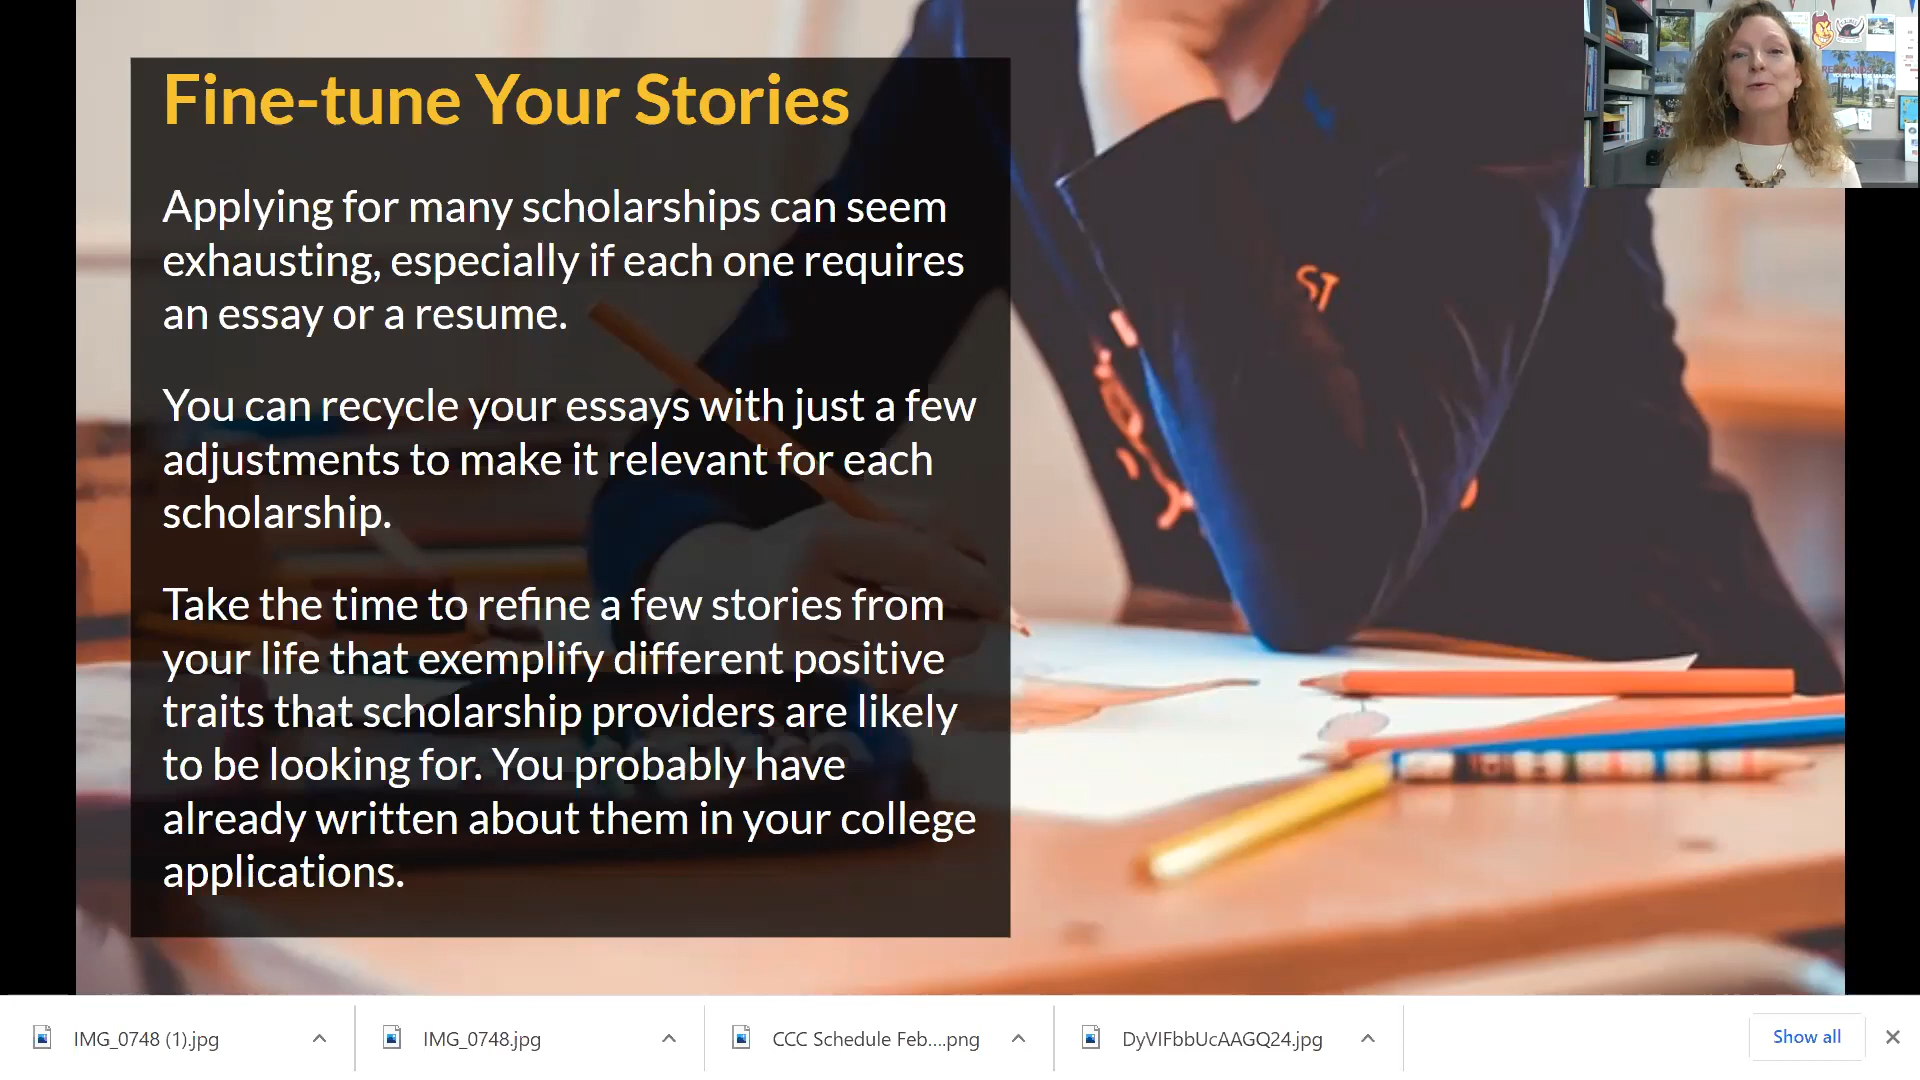 Fine-tune Your Stories
Applying for many scholarships can seem
exhausting, especially if each one requires
an essay or a resume.
You can recycle your essays with just a few
adjustments to make it relevant for each
scholarship.
Take the time to refine a few stories from
your life that exemplify different positive
traits that scholarship providers are likely
to be looking for. You probably have
already written about them in your college
applications.
ST
IMG_0748 (1).jpg
IMG_0748.jpg
CCC Schedule Feb....png
DyVIFbbUcAAGQ24.jpg
Show all